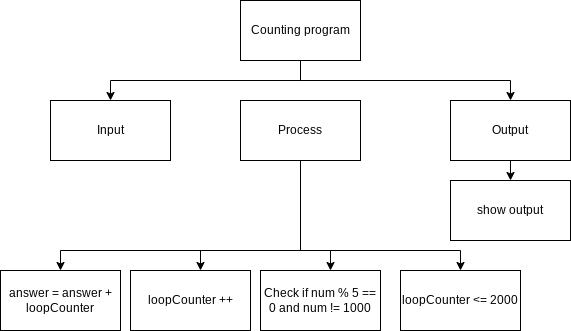 Counting program
Input
Process
Output
show output
answer = answer +
loopCounter
loopCounter ++
Check if num % 5 ==
0 and num != 1000
loopCounter <= 2000